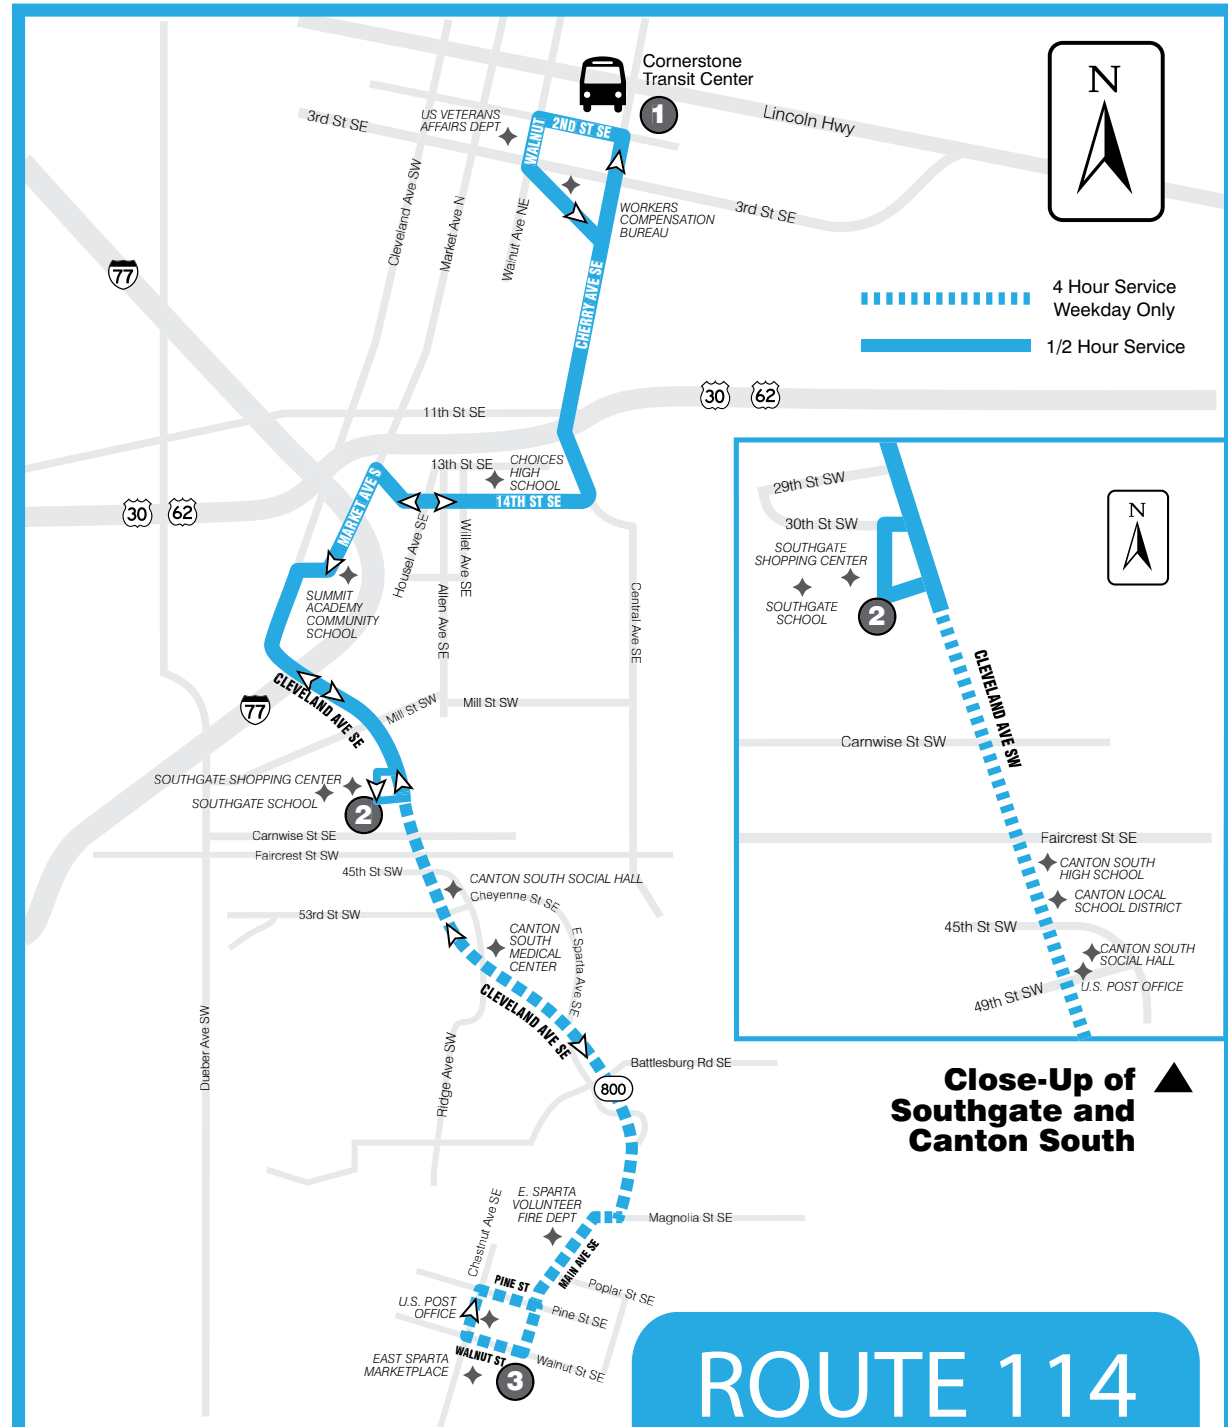 Cornerstone
Transit Center
1
Lincoln Hwy
N
US VETERANS
AFFAIRS DEPT
3rd St SE
WALNUT
2ND ST SE
Cleveland Ave SW
Market Ave N
Walnut Ave NE
WORKERS
COMPENSATION
BUREAU
3rd St SE
77
CHERRY AVE SE
4 Hour Service
Weekday Only
1/2 Hour Service
30
62
11th St SE
13th St SE
CHOICES
HIGH
SCHOOL
14TH ST SE
30
62
MARKET AVE S
Housel Ave SE
Willet Ave SE
Allen Ave SE
Central Ave SE
SUMMIT
ACADEMY
COMMUNITY
SCHOOL
CLEVELAND AVE SE
77
Mill St SW
Mill St SW
SOUTHGATE SHOPPING CENTER
SOUTHGATE SCHOOL
2
Carnwise St SE
Faircrest St SW
45th St SW
CANTON SOUTH SOCIAL HALL
Cheyenne St SE
53rd St SW
CANTON
SOUTH
MEDICAL
CENTER
E Sparta Ave SE
CLEVELAND AVE SE
Dueber Ave SW
Ridge Ave SW
Battlesburg Rd SE
800
E. SPARTA
VOLUNTEER
FIRE DEPT
Magnolia St SE
Chestnut Ave SE
MAIN AVE SE
PINE ST
Poplar St SE
U.S. POST
OFFICE
Pine St SE
WALNUT ST
Walnut St SE
EAST SPARTA
MARKETPLACE
3
29th St SW
30th St SW
N
SOUTHGATE
SHOPPING CENTER
SOUTHGATE
SCHOOL
2
CLEVELAND AVE SW
Carnwise St SW
Faircrest St SE
CANTON SOUTH
HIGH SCHOOL
CANTON LOCAL
SCHOOL DISTRICT
45th St SW
CANTON SOUTH
SOCIAL HALL
49th St SW
U.S. POST OFFICE
Close-Up of
Southgate and
Canton South
ROUTE 114